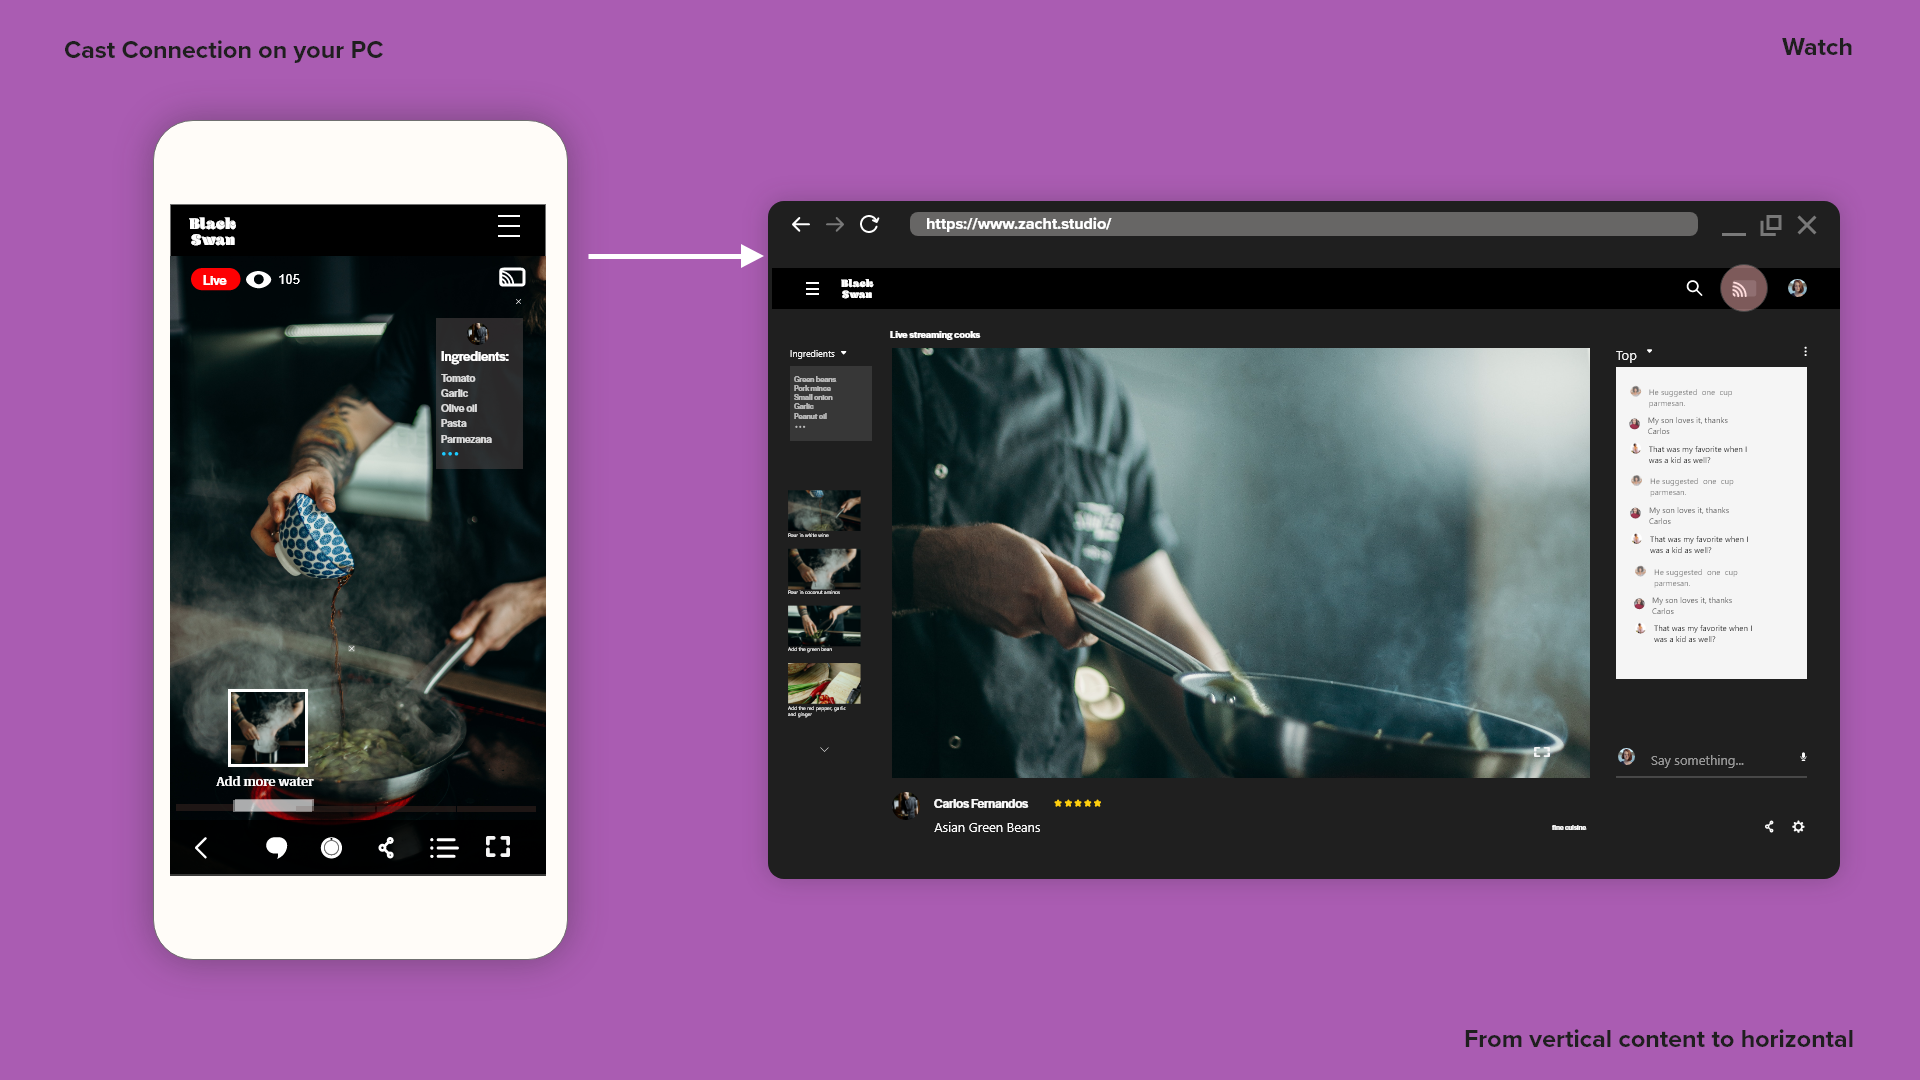 Cast Connection on your PC
Watch
Black
Swan
Live
105
Ingredients:
Tomato
Garlic
Olive oil
Pasta
Parmezana
Add more water
https://www.zacht.studio/
Black
Swan
Live streaming cooks
Ingredients
Green beans
Pork mince
Small onion
Garlic
Peanut oil
Pour in white wine
Pour in coconut aminos
Add the green bean
Add the red pepper, garlic
and ginger
Top
He suggested one cup
parmesan.
My son loves it, thanks
Carlos
That was my favorite when I
was a kid as well?
He suggested one cup
parmesan.
My son loves it, thanks
Carlos
That was my favorite when I
was a kid as well?
He suggested one cup
parmesan.
My son loves it, thanks
Carlos
That was my favorite when I
was a kid as well?
Say something...
Carlos Fernandos
Asian Green Beans
fine cuisine
From vertical content to horizontal